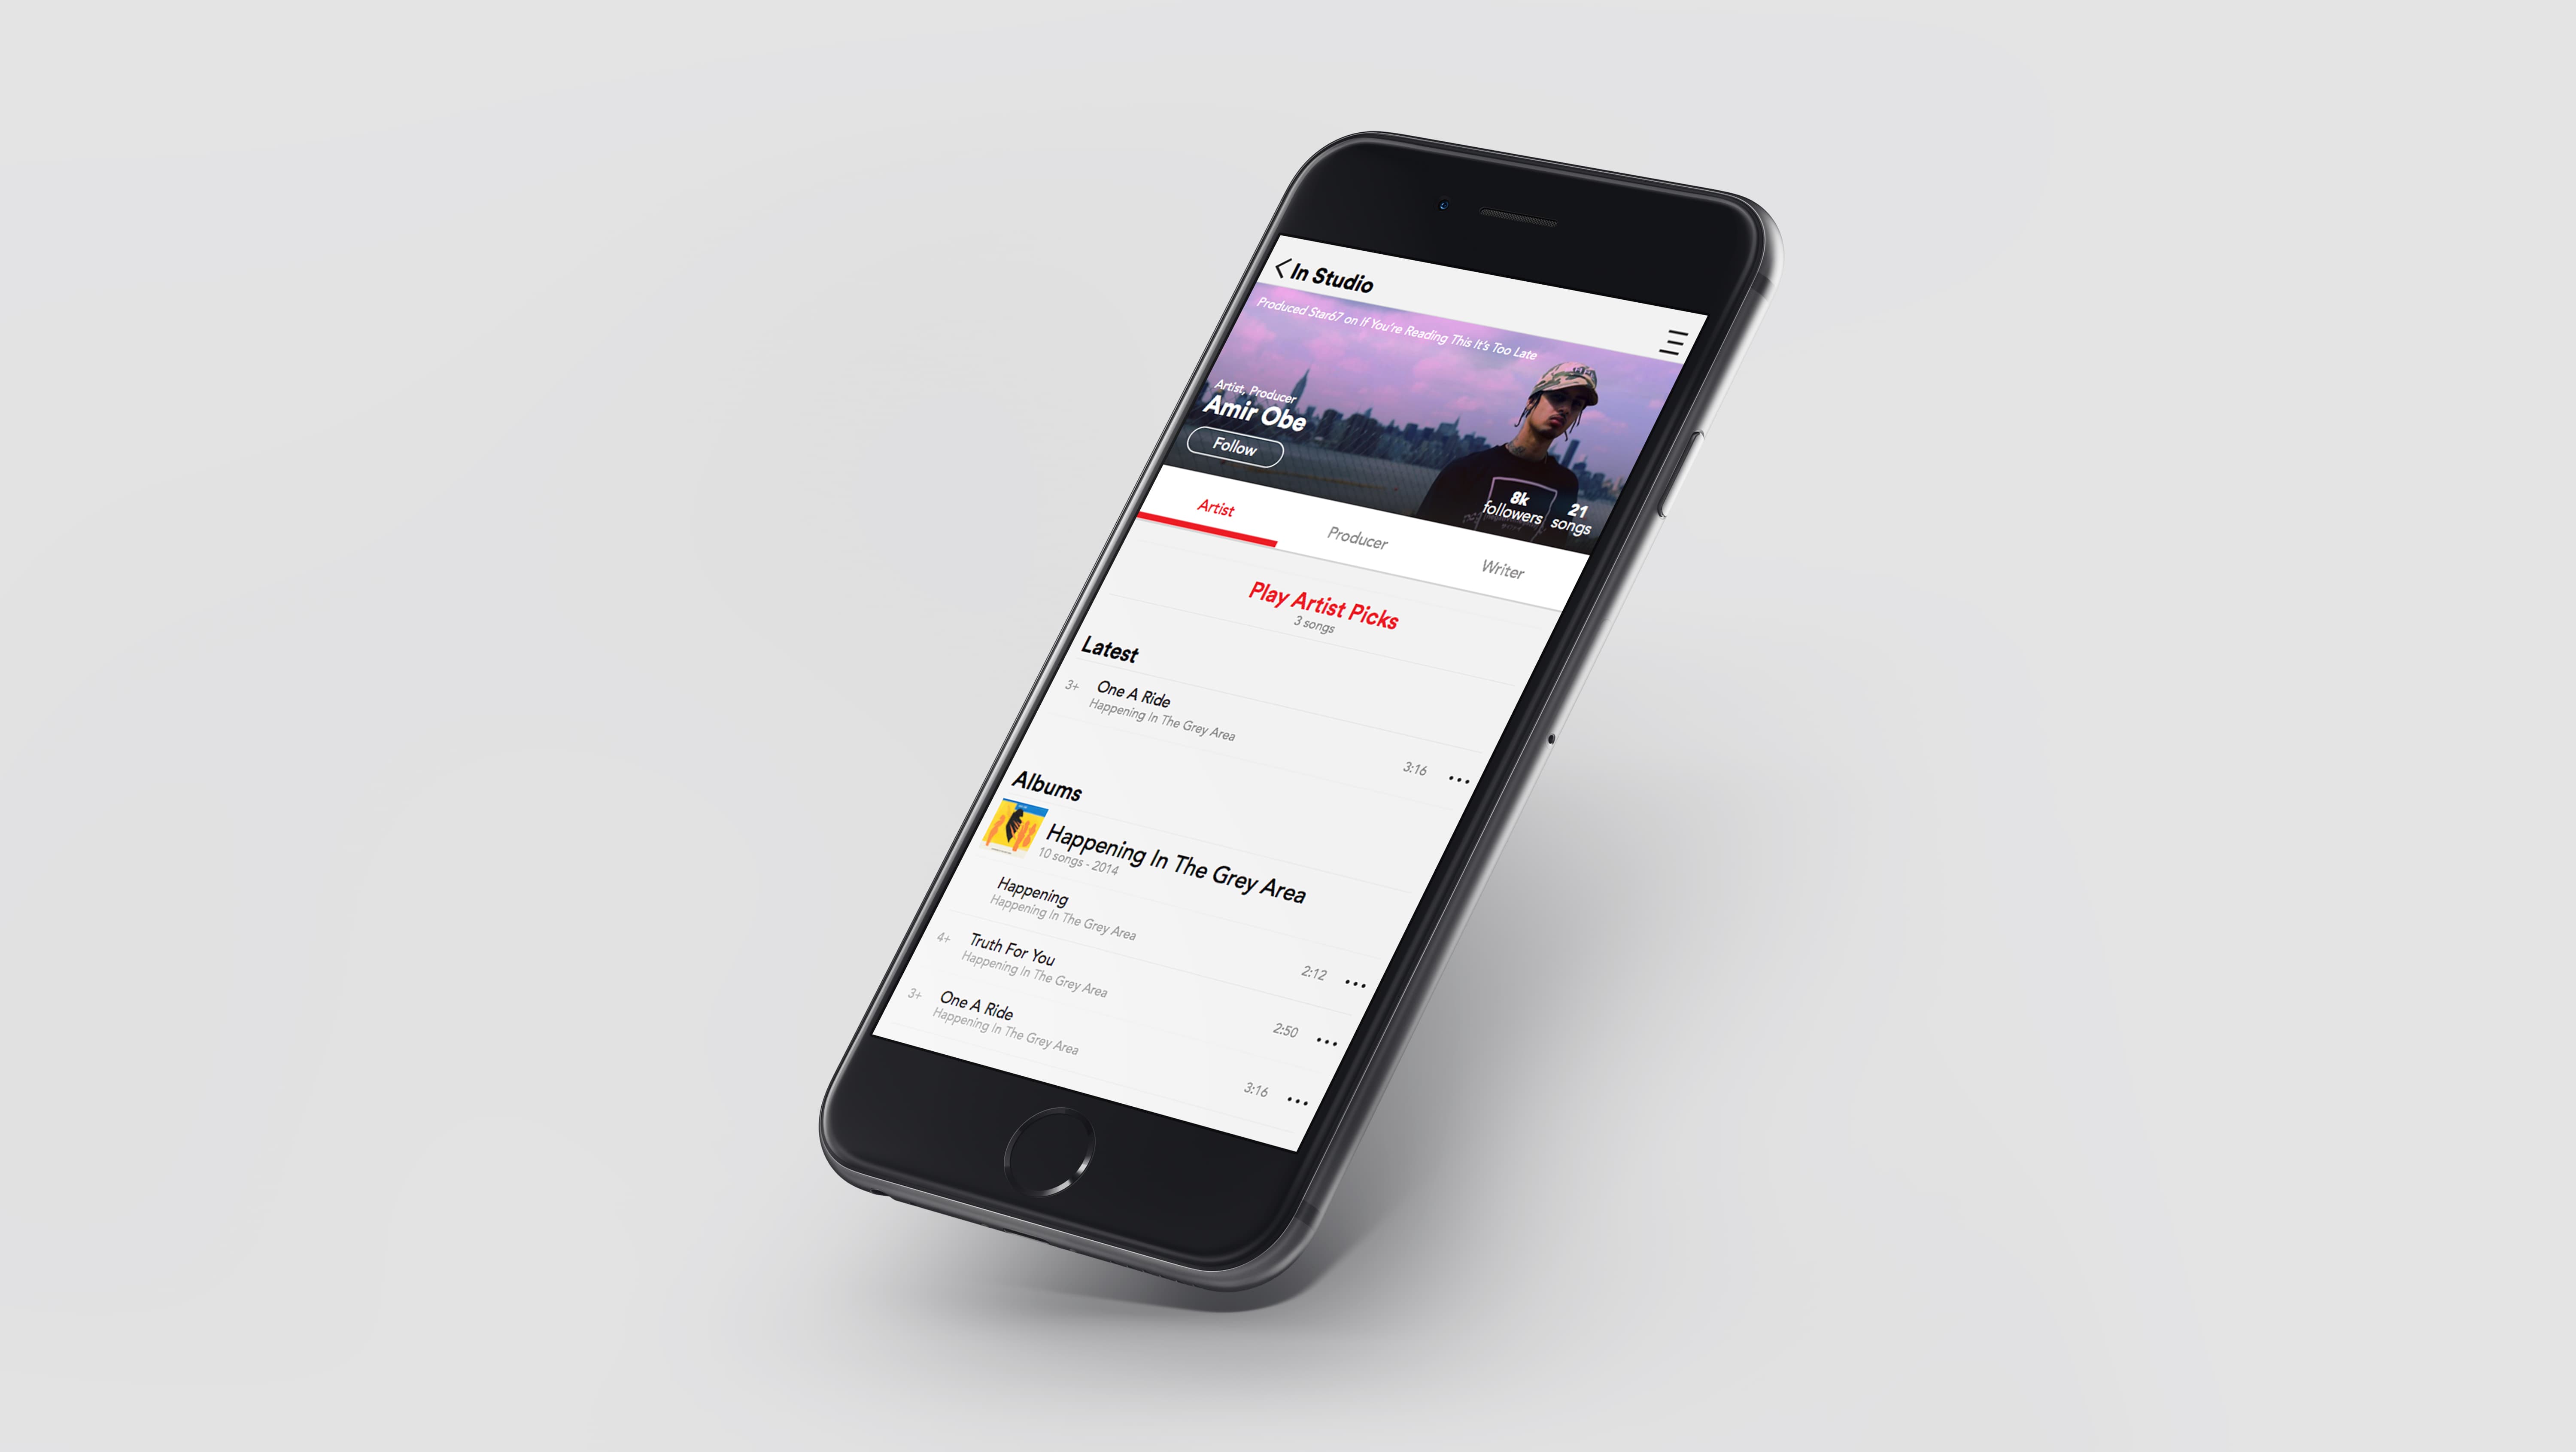 In Studio
Produced Star67 on If You're Reading This It's Too Late
Artist, Producer
Amir Obe
Follow
8k
followers
21
songs
Artist
Producer
Writer
Play Artist Picks
3 songs
Latest
3+
One A Ride
Happening In The Grey Area
3:16
Albums
Happening In The Grey Area
10 songs - 2014
Happening
Happening In The Grey Area
2:12
4+
Truth For You
Happening In The Grey Area
2:50
3+
One A Ride
Happening In The Grey Area
3:16